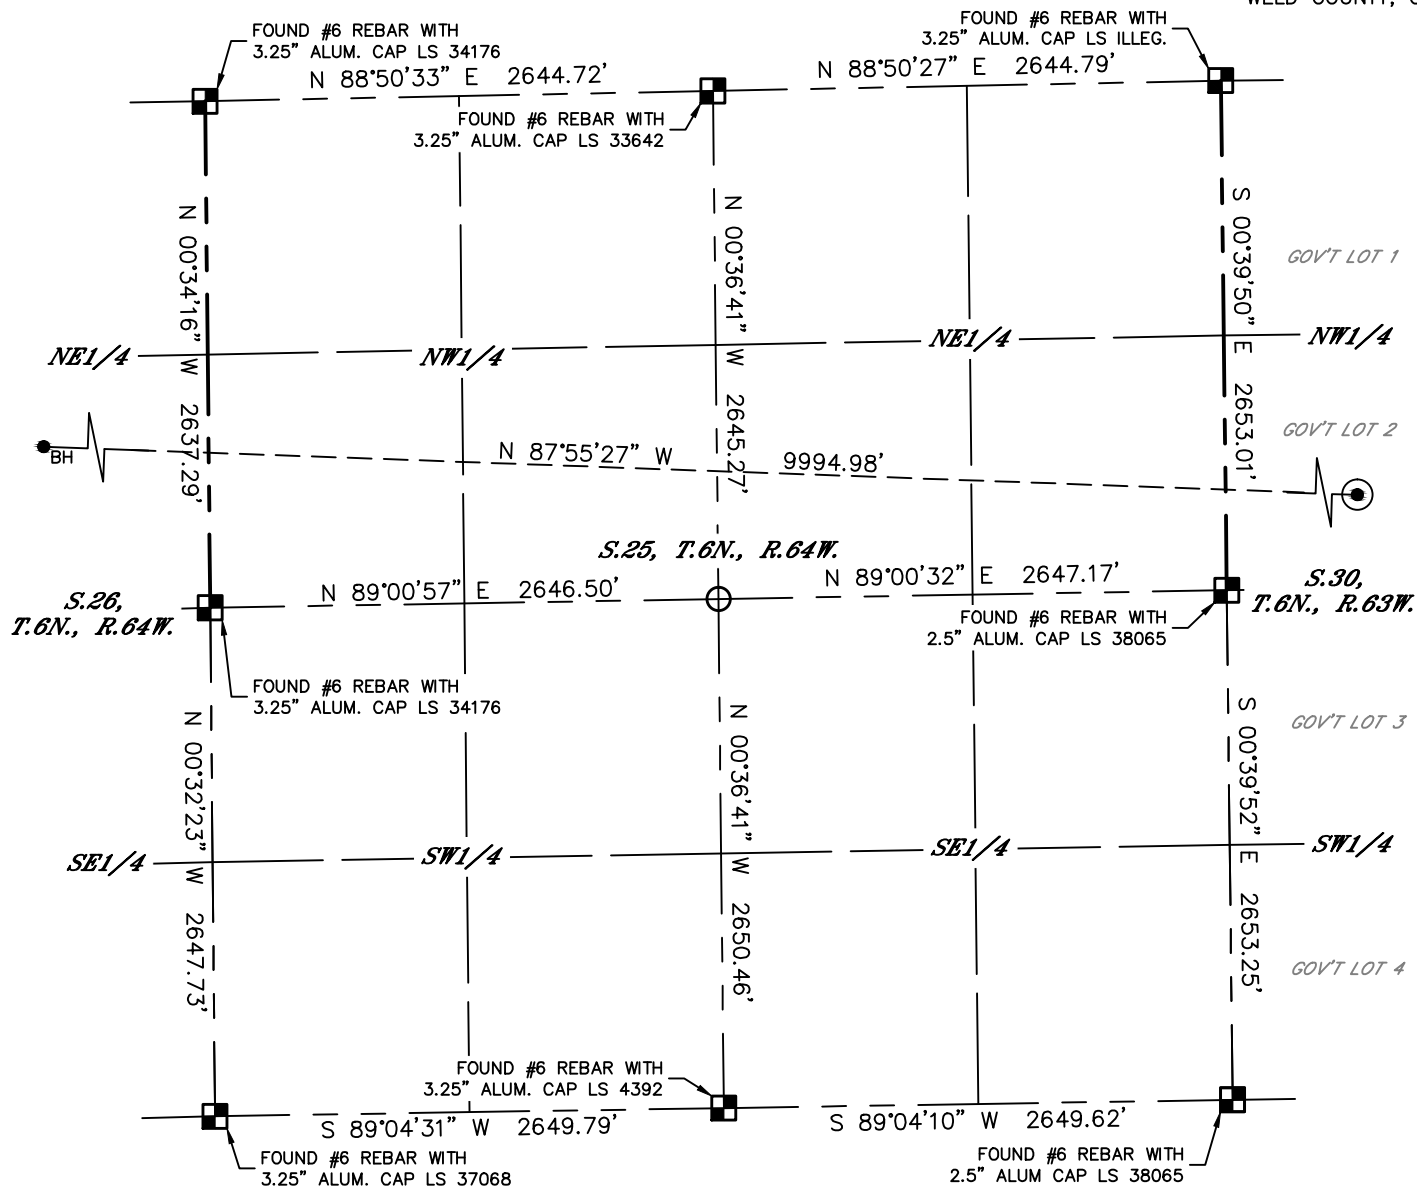 FOUND #6 REBAR WITH
3.25" ALUM. CAP LS 34176
FOUND #6 REBAR WITH
3.25" ALUM. CAP LS ILLEG.
N 88°50'33" E 2644.72'
N 88°50'27" E 2644.79'
FOUND #6 REBAR WITH
3.25" ALUM. CAP LS 33642
N 00°34'16" W 2637.29'
N 00°36'41" W 2645.27'
S 00°39'50" E 2653.01'
GOV'T LOT 1
NE1/4
NW1/4
NE1/4
NW1/4
GOV'T LOT 2
BH
N 87°55'27" W 9994.98'
S.25, T.6N., R.64W.
N 89°00'57" E 2646.50'
N 89°00'32" E 2647.17'
S.26,
T.6N., R.64W.
S.30,
T.6N., R.63W.
FOUND #6 REBAR WITH
2.5" ALUM. CAP LS 38065
FOUND #6 REBAR WITH
3.25" ALUM. CAP LS 34176
N 00°32'23" W 2647.73'
N 00°36'41" W 2650.46'
S 00°39'52" E 2653.25'
GOV'T LOT 3
SE1/4
SW1/4
SE1/4
SW1/4
GOV'T LOT 4
FOUND #6 REBAR WITH
3.25" ALUM. CAP LS 4392
S 89°04'31" W 2649.79'
S 89°04'10" W 2649.62'
FOUND #6 REBAR WITH
3.25" ALUM. CAP LS 37068
FOUND #6 REBAR WITH
2.5" ALUM CAP LS 38065